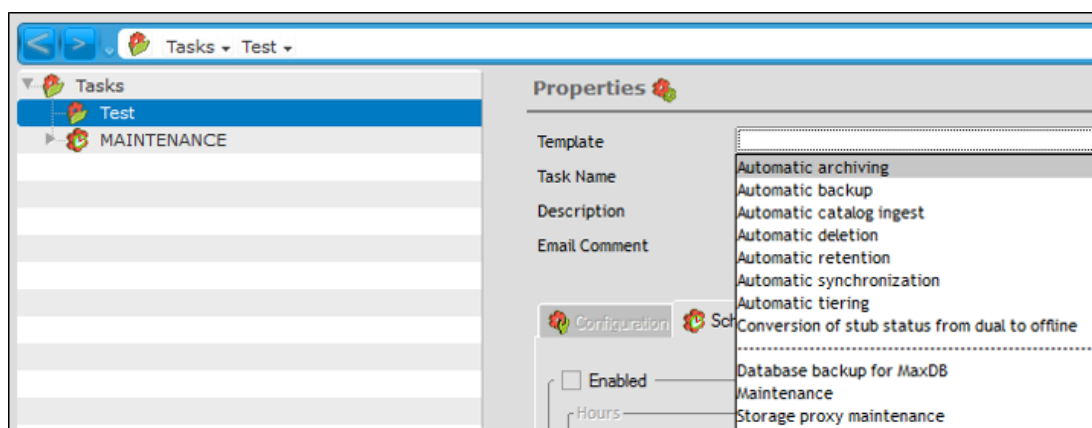 Tasks Test
Tasks
Test
MAINTENANCE
Properties
Template
Task Name
Description
Email Comment
Automatic archiving
Automatic backup
Automatic catalog ingest
Automatic deletion
Automatic retention
Automatic synchronization
Automatic tiering
Conversion of stub status from dual to offline
Database backup for MaxDB
Maintenance
Storage proxy maintenance
Configuration Sch
Enabled
Hours